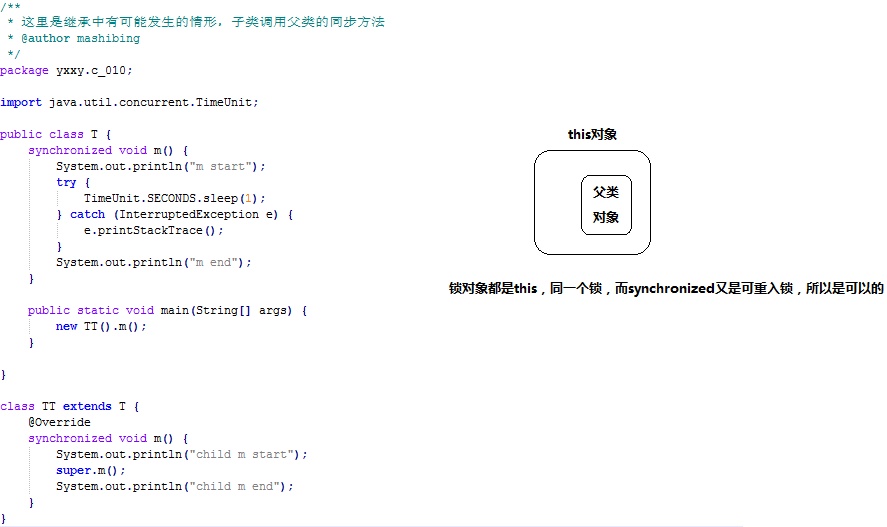 /**
 * 这里是继承中有可能发生的情形，子类调用父类的同步方法
 * @author mashibing
 */
package yxxy.c_010;
import java.util.concurrent.TimeUnit;
public class T {
    synchronized void m() {
        System.out.println("m start");
        try {
            TimeUnit.SECONDS.sleep(1);
        } catch (InterruptedException e) {
            e.printStackTrace();
        }
        System.out.println("m end");
    }
    public static void main(String[] args) {
        new TT().m();
    }
}
class TT extends T {
    @Override
    synchronized void m() {
        System.out.println("child m start");
        super.m();
        System.out.println("child m end");
    }
}
this对象
父类
对象
锁对象都是this，同一个锁，而synchronized又是可重入锁，所以是可以的